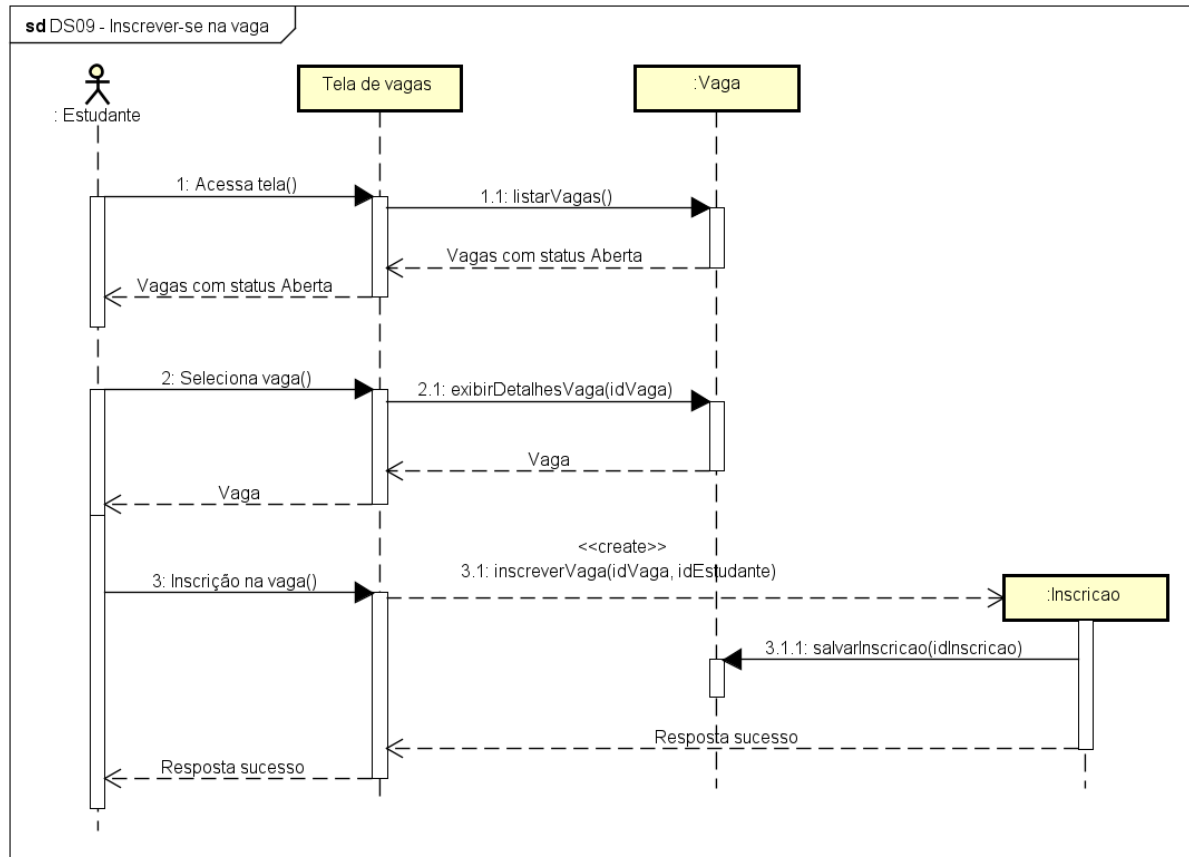 sd DS09 - Inscrever-se na vaga
: Estudante
Tela de vagas
:Vaga
1: Acessa tela()
1.1: listarVagas()
Vagas com status Aberta
Vagas com status Aberta
2: Seleciona vaga()
2.1: exibirDetalhesVaga(idVaga)
Vaga
Vaga
<<create>>
3.1: inscreverVaga(idVaga, idEstudante)
3: Inscrição na vaga()
:Inscricao
3.1.1: salvarInscricao(idInscricao)
Resposta sucesso
Resposta sucesso